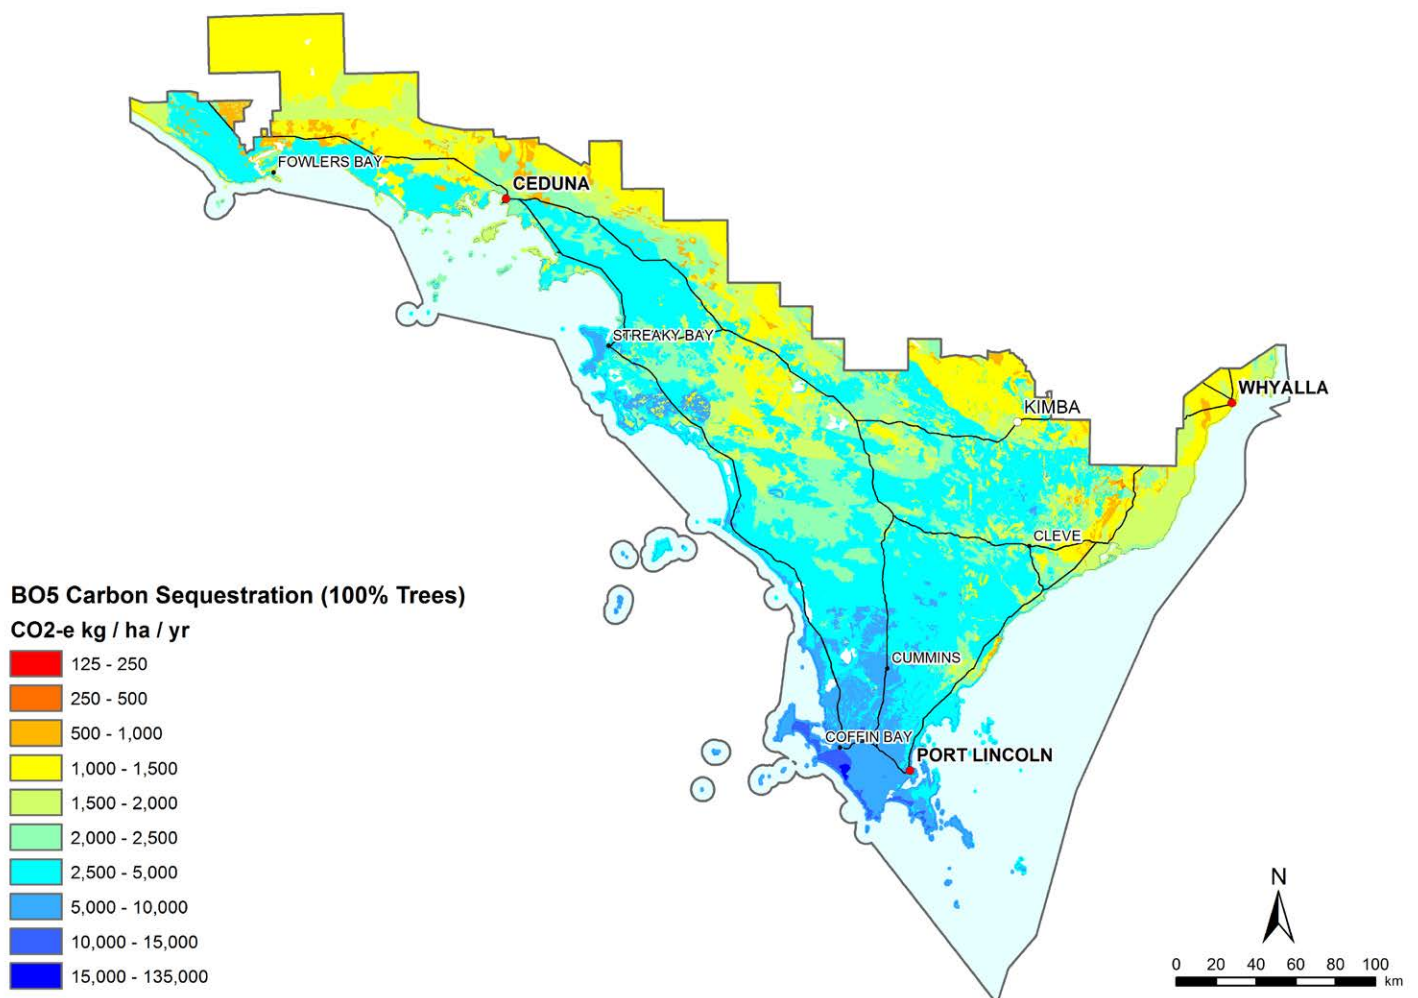 FOWLERS BAY
CEDUNA
STREAKY BAY
WHYALLA
KIMBA
CLEVE
CUMMINS
COFFIN BAY
PORT LINCOLN
BO5 Carbon Sequestration (100% Trees)
CO2-e kg / ha / yr
125 - 250
250 - 500
500 - 1,000
1,000 - 1,500
1,500 - 2,000
2,000 - 2,500
2,500 - 5,000
5,000 - 10,000
10,000 - 15,000
15,000 - 135,000
N
0 20 40 60 80 100
km